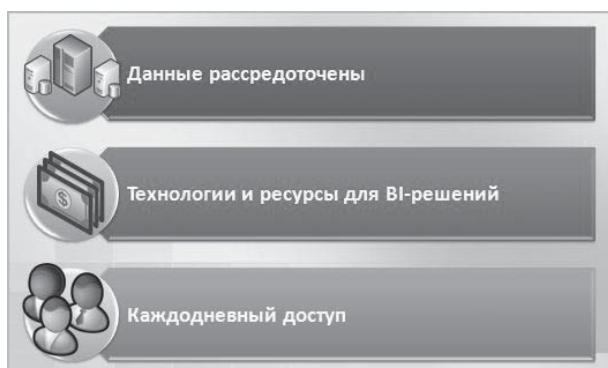 Данные рассредоточены
Технологии и ресурсы для BI-решений
Каждодневный доступ